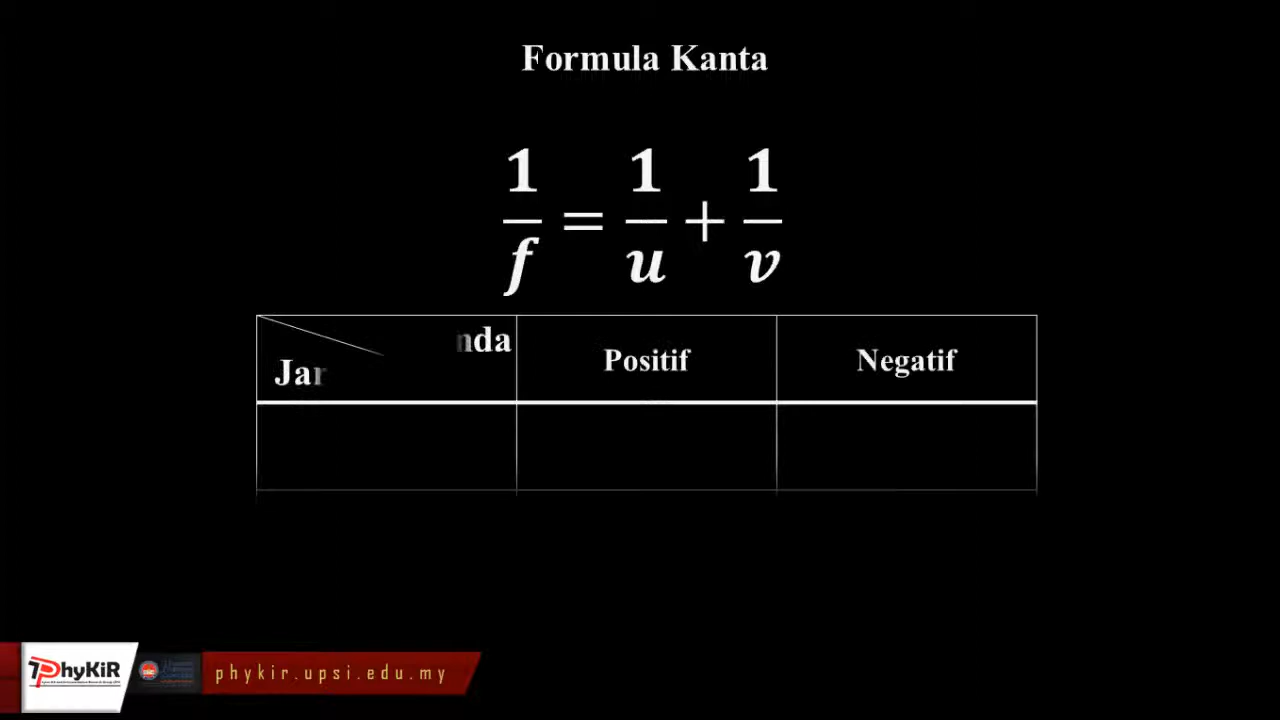 Formula Kanta
1/f = 1/u + 1/v
nda
Positif
Negatif
Jar
PhyKiR
phykir.upsi.edu.my